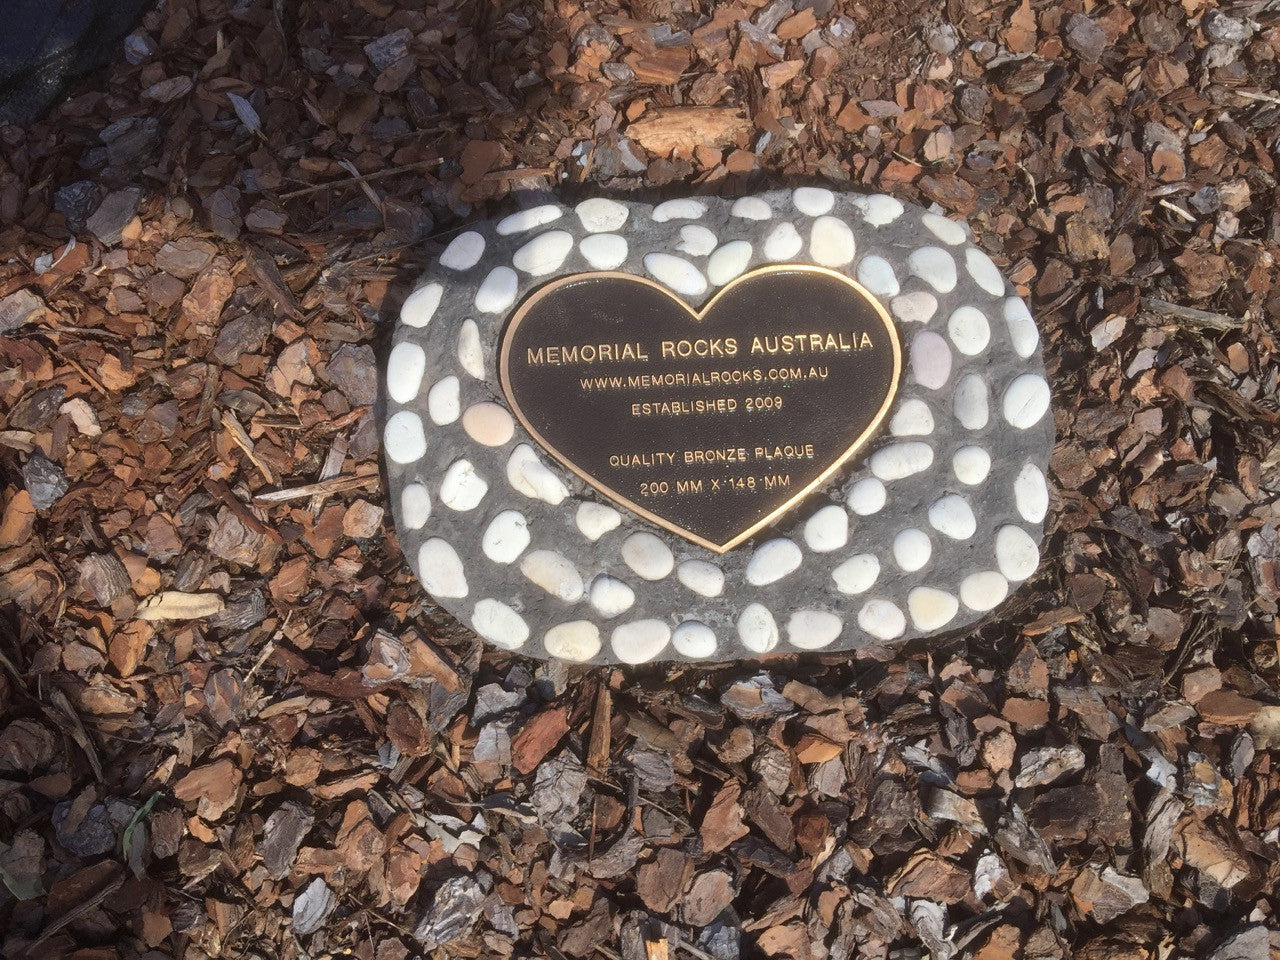 MEMORIAL ROCKS AUSTRALIA
WWW.MEMORIALROCKS.COM.AU
ESTABLISHED 2009
QUALITY BRONZE PLAQUE
200 MM X 148 MM